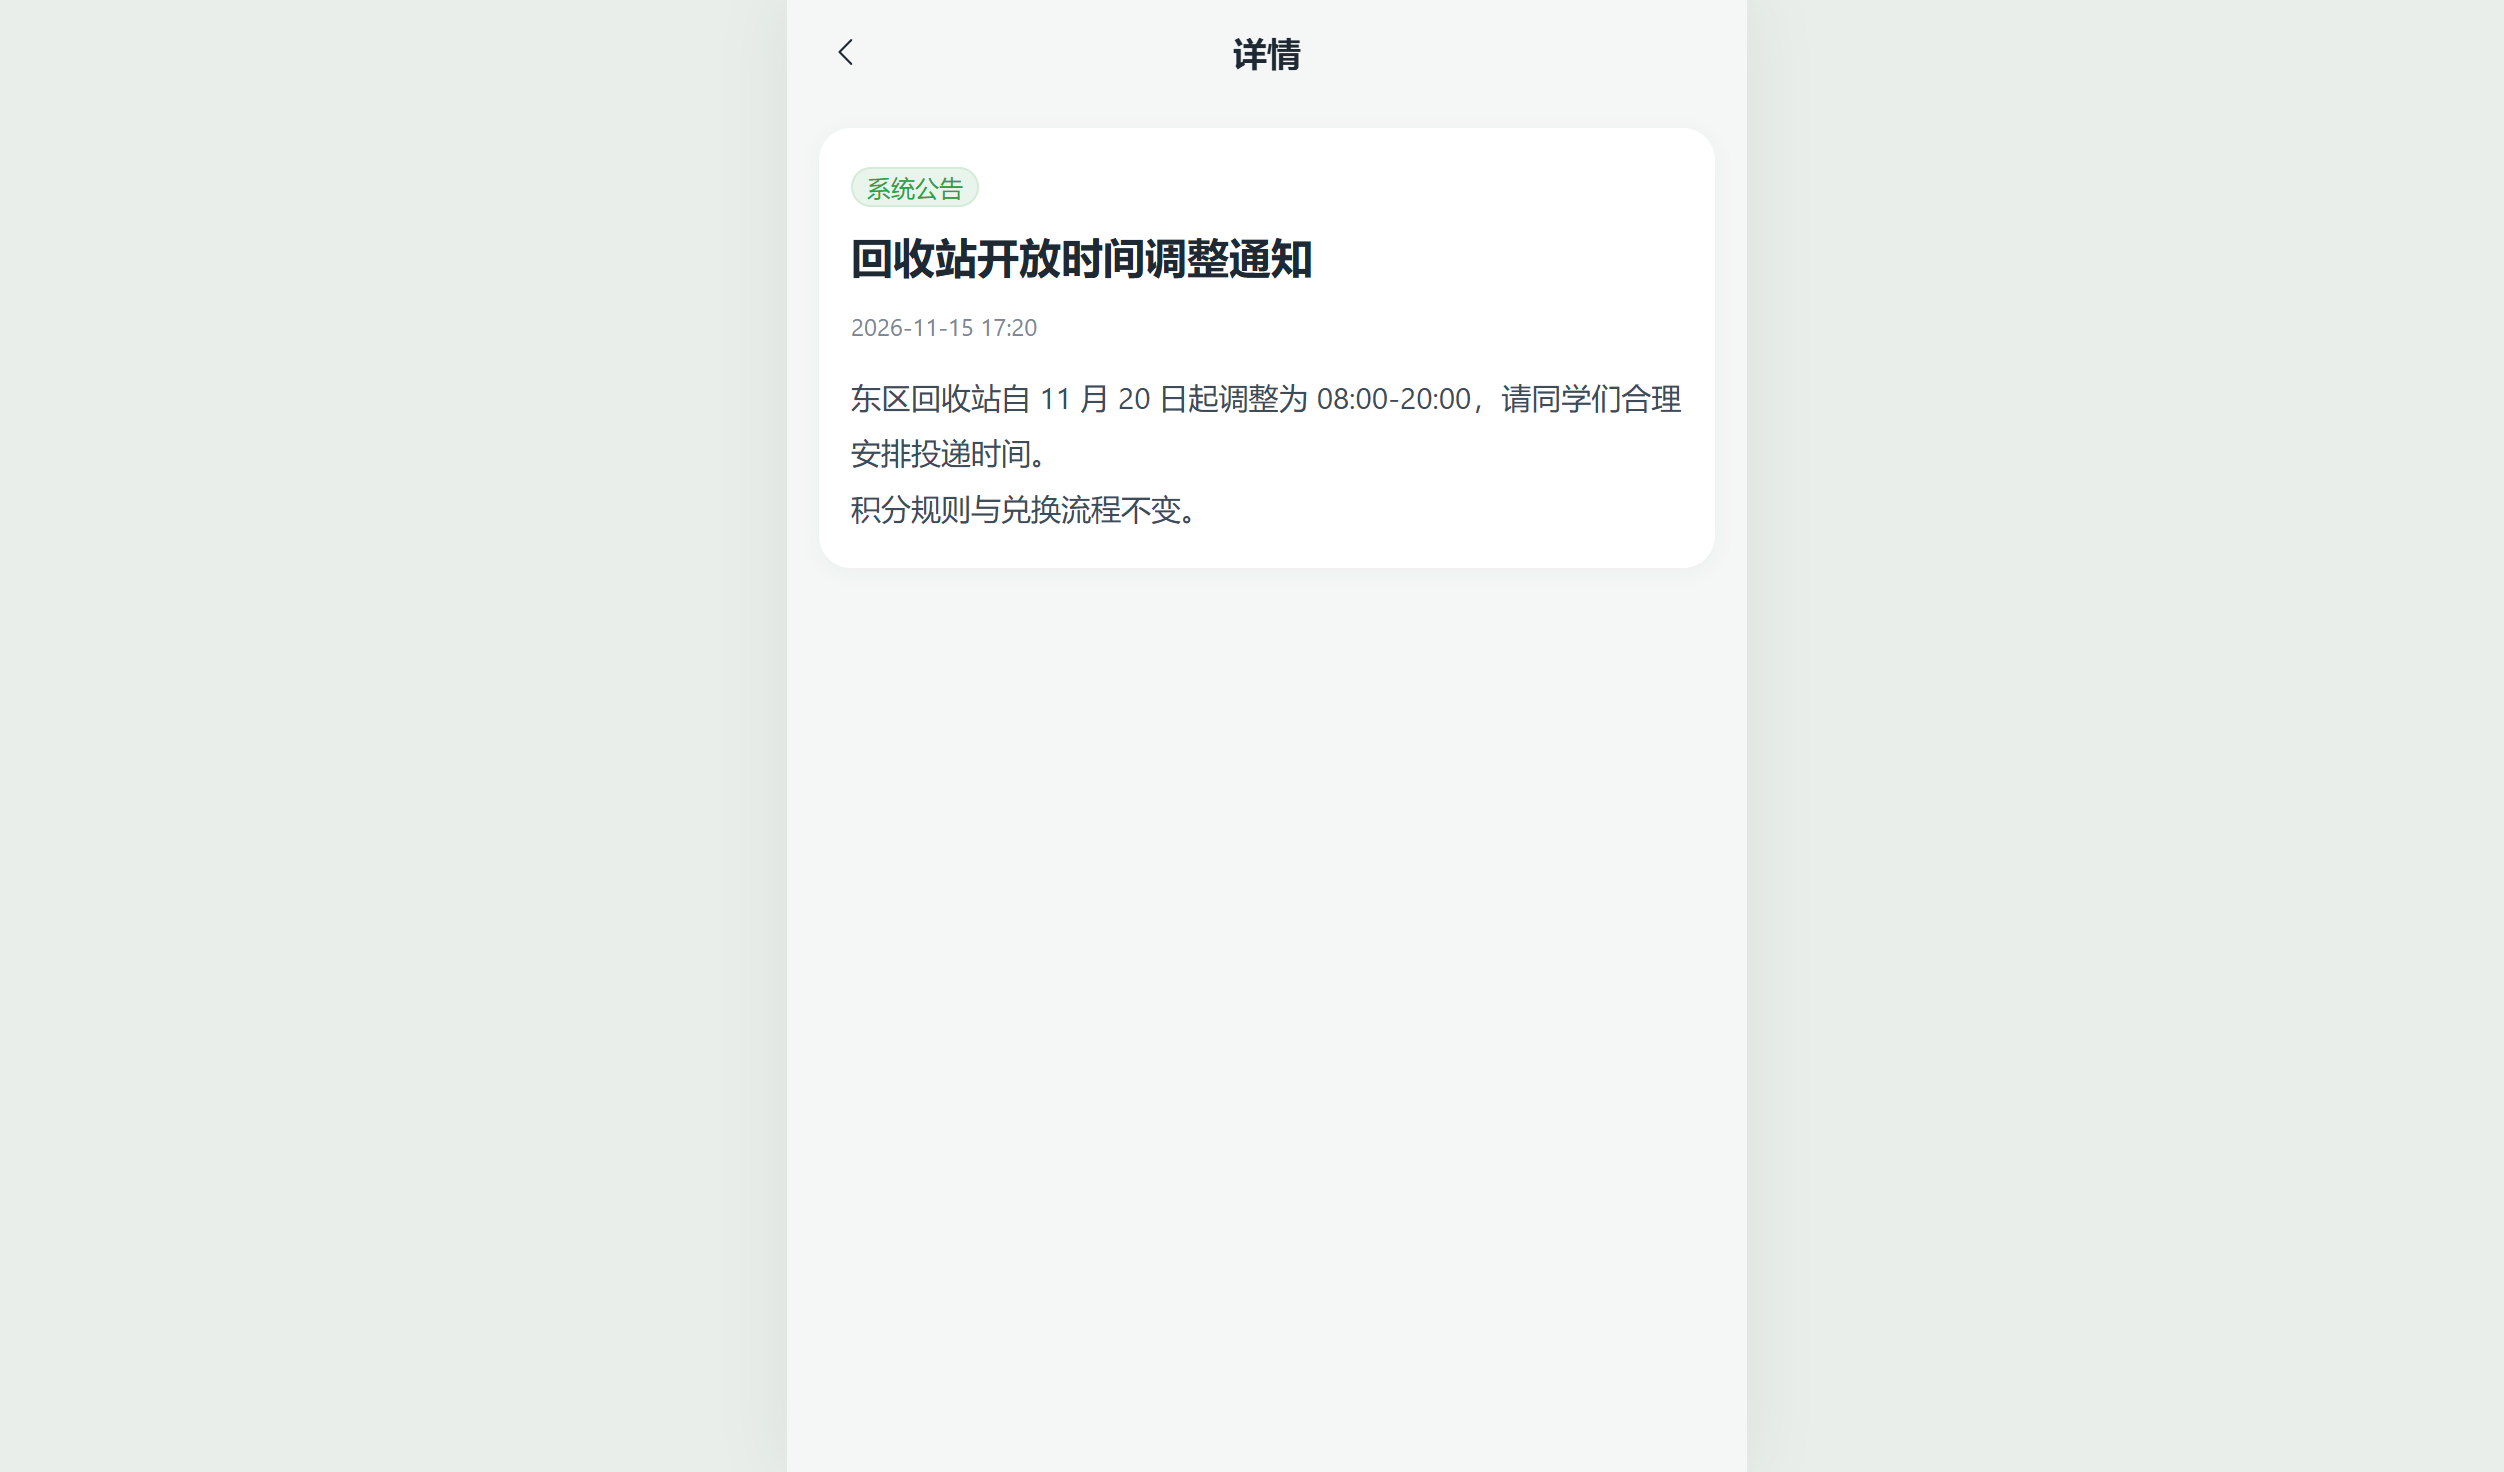 详情
系统公告
回收站开放时间调整通知
2026-11-15 17:20
东区回收站自 11 月 20 日起调整为 08:00-20:00，请同学们合理
安排投递时间。
积分规则与兑换流程不变。